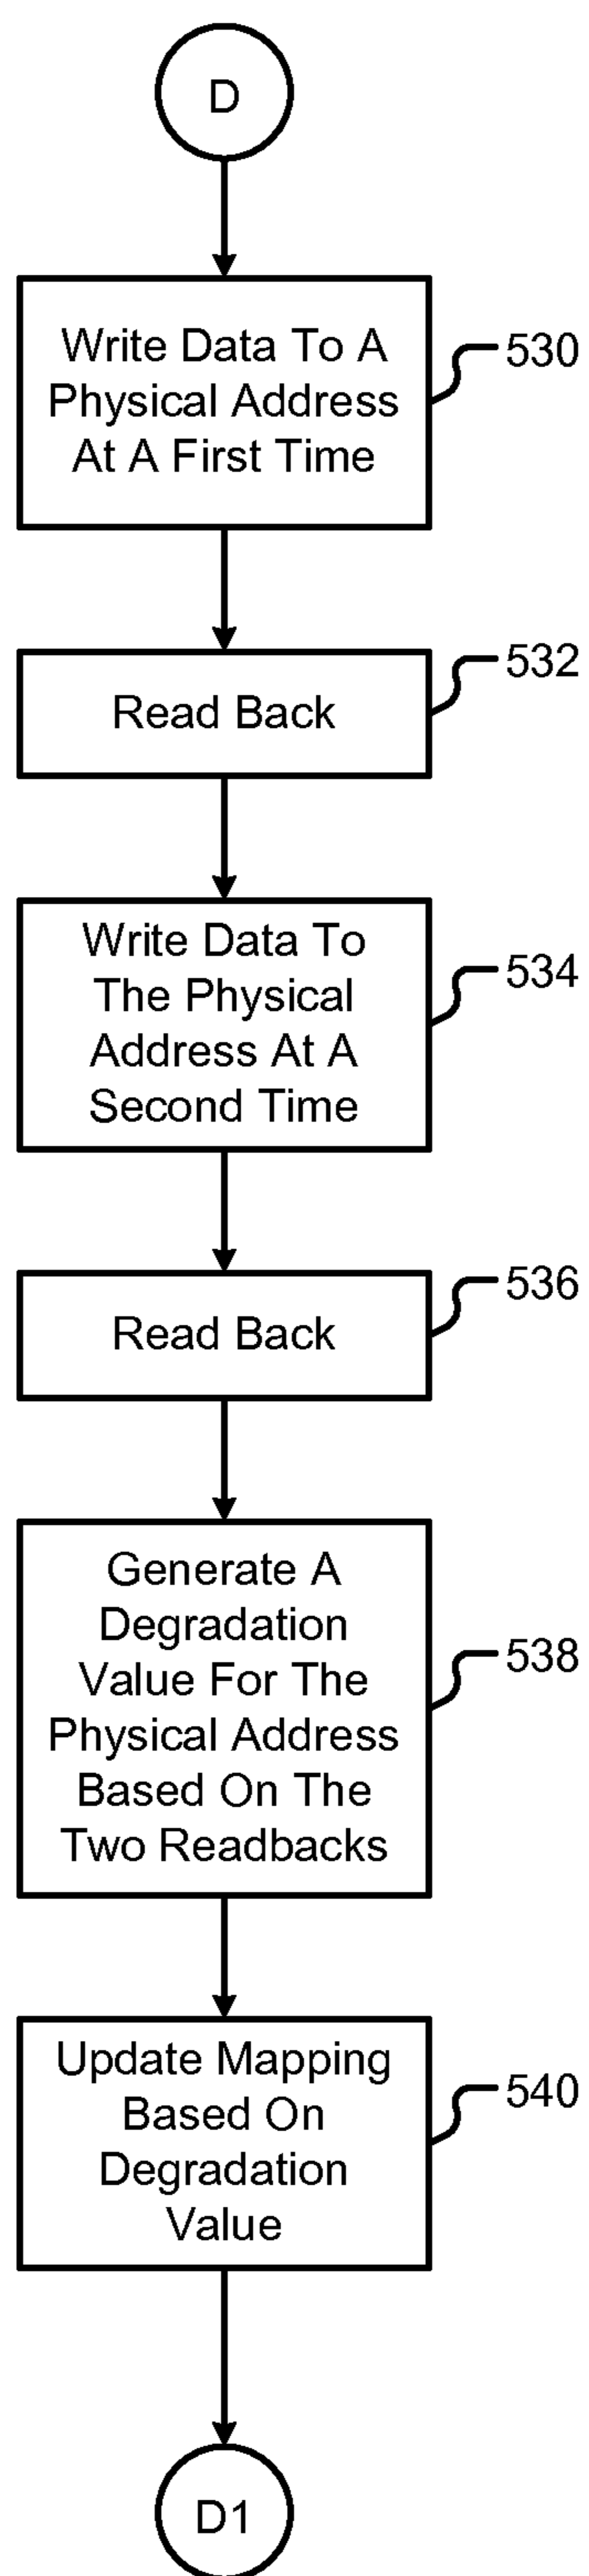 D
Write Data To A
Physical Address
At A First Time
530
Read Back
532
Write Data To
The Physical
Address At A
Second Time
534
Read Back
536
Generate A
Degradation
Value For The
Physical Address
Based On The
Two Readbacks
538
Update Mapping
Based On
Degradation
Value
540
D1